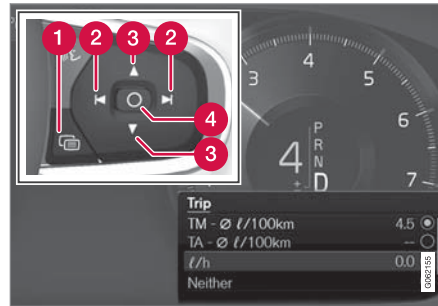 1
2
3
2
4
3
3
4
5
6
7
P
R
N
D
4
+
Trip
TM - Ø ℓ/100km 4.5
TA - Ø ℓ/100km --
ℓ/h 0.0
Neither
G062155